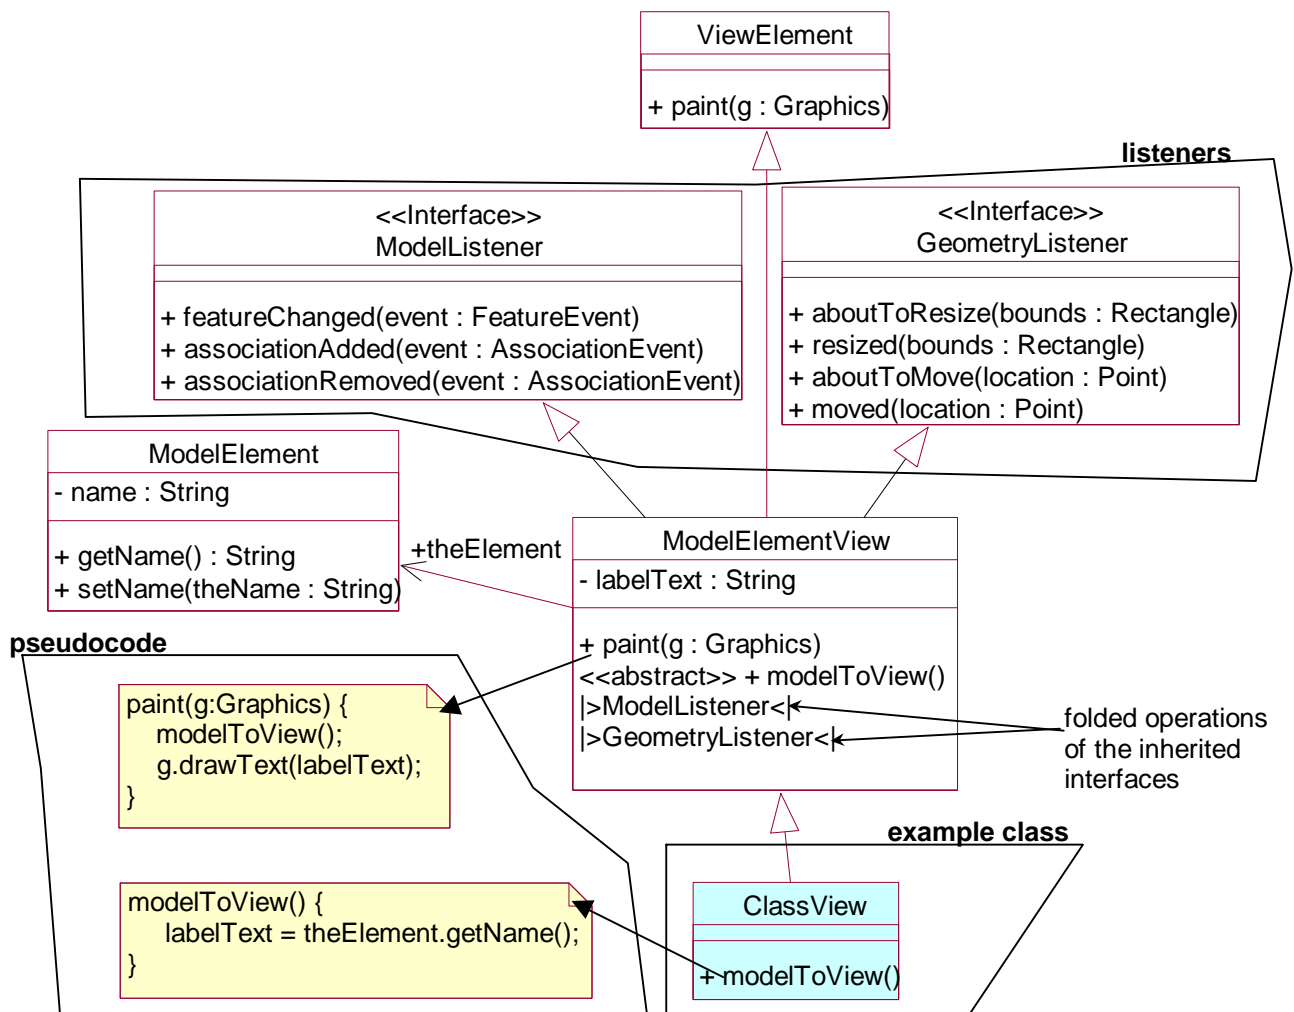 ViewElement
+ paint(g : Graphics)
listeners
<<Interface>>
ModelListener
+ featureChanged(event : FeatureEvent)
+ associationAdded(event : AssociationEvent)
+ associationRemoved(event : AssociationEvent)
<<Interface>>
GeometryListener
+ aboutToResize(bounds : Rectangle)
+ resized(bounds : Rectangle)
+ aboutToMove(location : Point)
+ moved(location : Point)
ModelElement
- name : String
+ getName() : String
+ setName(theName : String)
+theElement
ModelElementView
- labelText : String
+ paint(g : Graphics)
<<abstract>> + modelToView()
|>ModelListener<|
|>GeometryListener<|
folded operations
of the inherited
interfaces
pseudocode
paint(g:Graphics) {
modelToView();
g.drawText(labelText);
}
modelToView() {
labelText = theElement.getName();
}
example class
ClassView
+ modelToView()